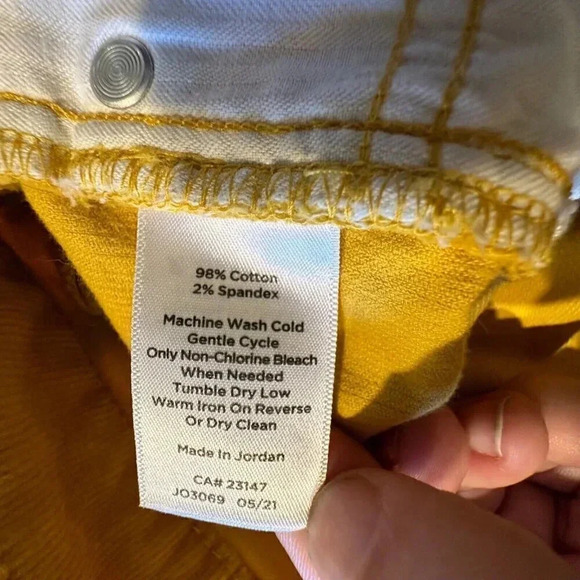 98% Cotton
2% Spandex
Machine Wash Cold
Gentle Cycle
Only Non-Chlorine Bleach
When Needed
Tumble Dry Low
Warm Iron On Reverse
Or Dry Clean
Made In Jordan
CA# 23147
JO3069 05/21